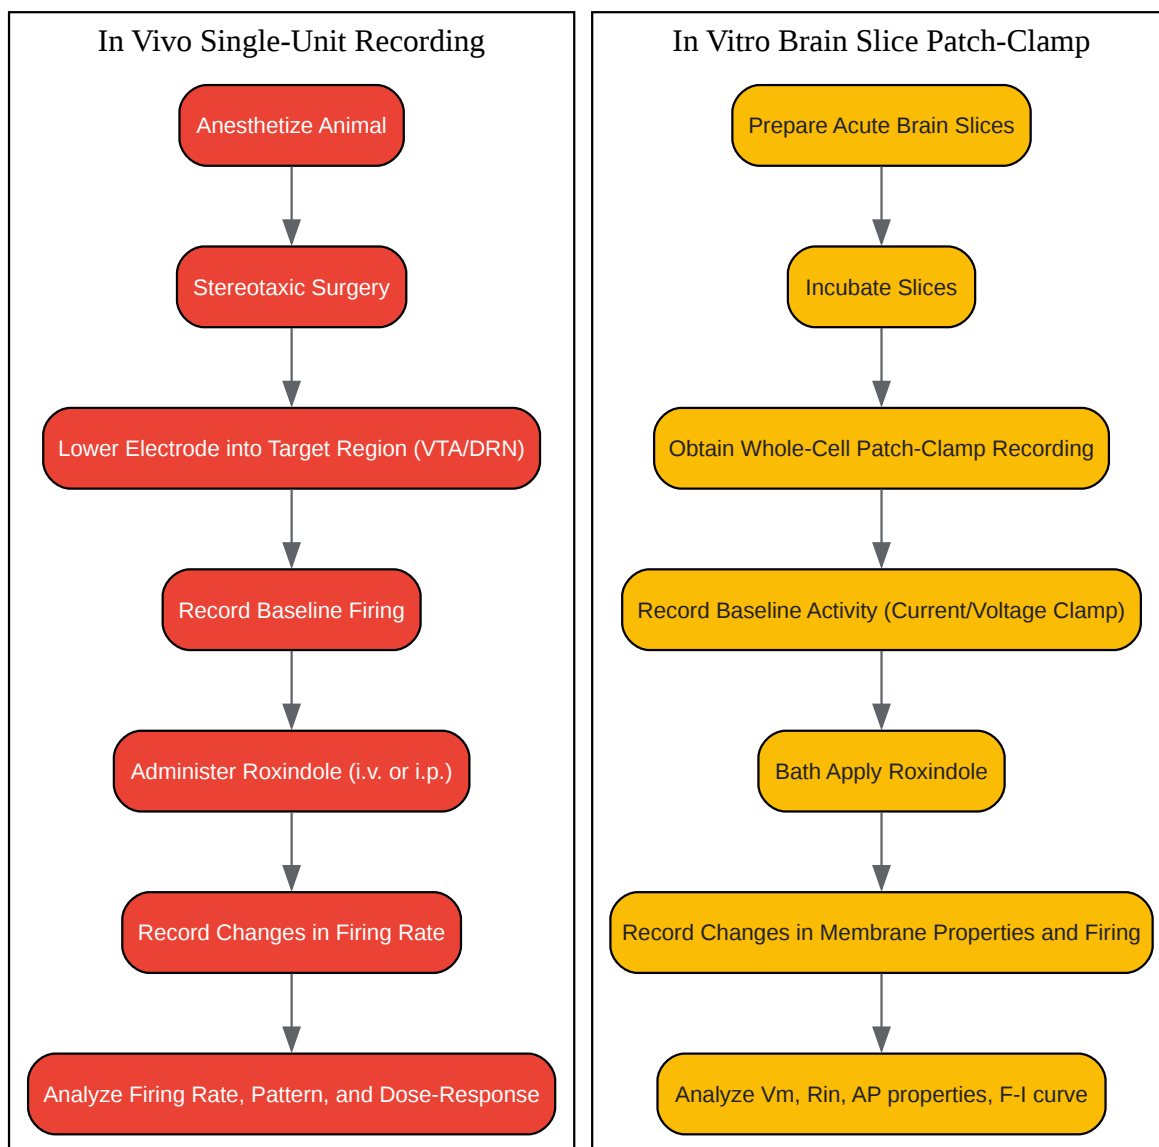 In Vivo Single-Unit Recording
Anesthetize Animal
Stereotaxic Surgery
Lower Electrode into Target Region (VTA/DRN)
Record Baseline Firing
Administer Roxindole (i.v. or i.p.)
Record Changes in Firing Rate
Analyze Firing Rate, Pattern, and Dose-Response
In Vitro Brain Slice Patch-Clamp
Prepare Acute Brain Slices
Incubate Slices
Obtain Whole-Cell Patch-Clamp Recording
Record Baseline Activity (Current/Voltage Clamp)
Bath Apply Roxindole
Record Changes in Membrane Properties and Firing
Analyze Vm, Rin, AP properties, F-I curve